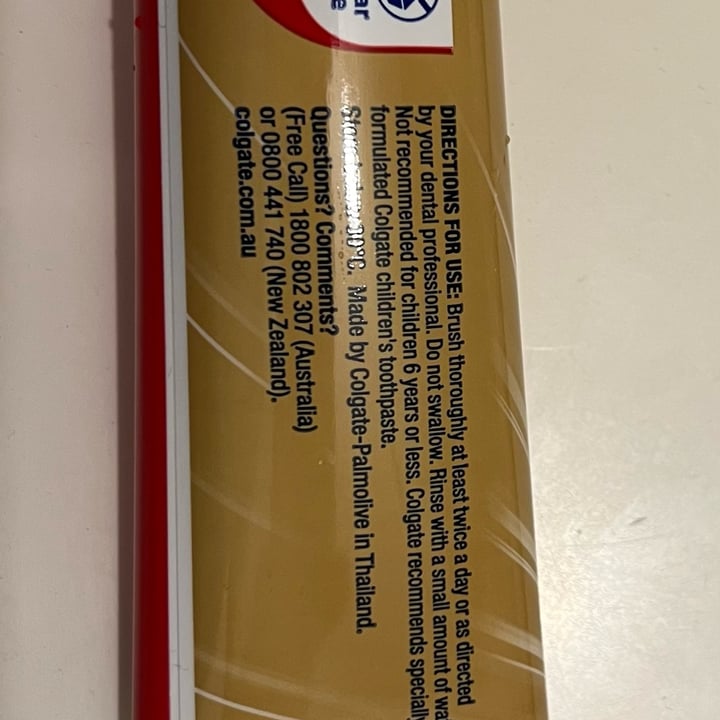 ar
e
DIRECTIONS FOR USE: Brush thoroughly at least twice a day or as directed
by your dental professional. Do not swallow. Rinse with a small amount of
Not recommended for children 6 years or less. Colgate recommends
formulated Colgate children's toothpaste.
30°C. Made by Colgate-Palmolive in Thailand.
Questions? Comments?
(Free Call) 1800 802 307 (Australia)
or 0800 441 740 (New Zealand).
colgate.com.au